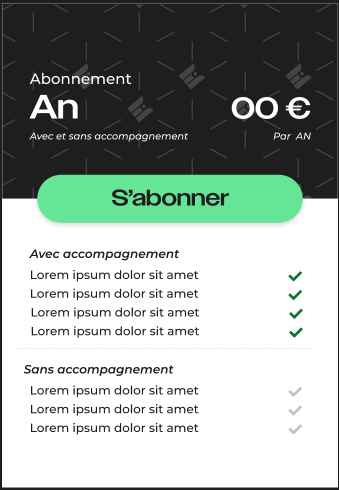 Abonnement
An
00 €
Avec et sans accompagnement
Par AN
S'abonner
Avec accompagnement
Lorem ipsum dolor sit amet
Lorem ipsum dolor sit amet
Lorem ipsum dolor sit amet
Lorem ipsum dolor sit amet
Sans accompagnement
Lorem ipsum dolor sit amet
Lorem ipsum dolor sit amet
Lorem ipsum dolor sit amet